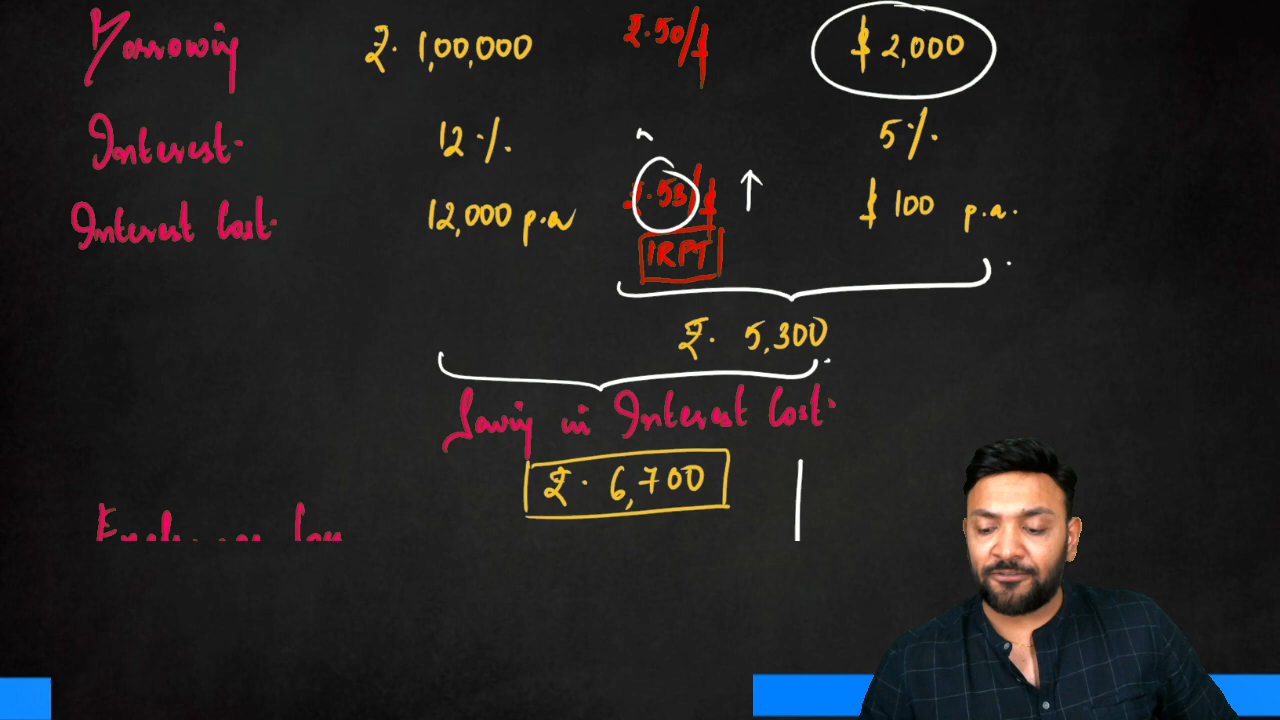 Borrowing ₹. 1,00,000 ₹.50/$ $ 2,000
Interest. 12 %. 5 %.
Interest Cost. 12,000 p.a ₹.53/$ ↑ $ 100 p.a.
IRPT
₹. 5,300
Saving in Interest Cost.
₹. 6,700